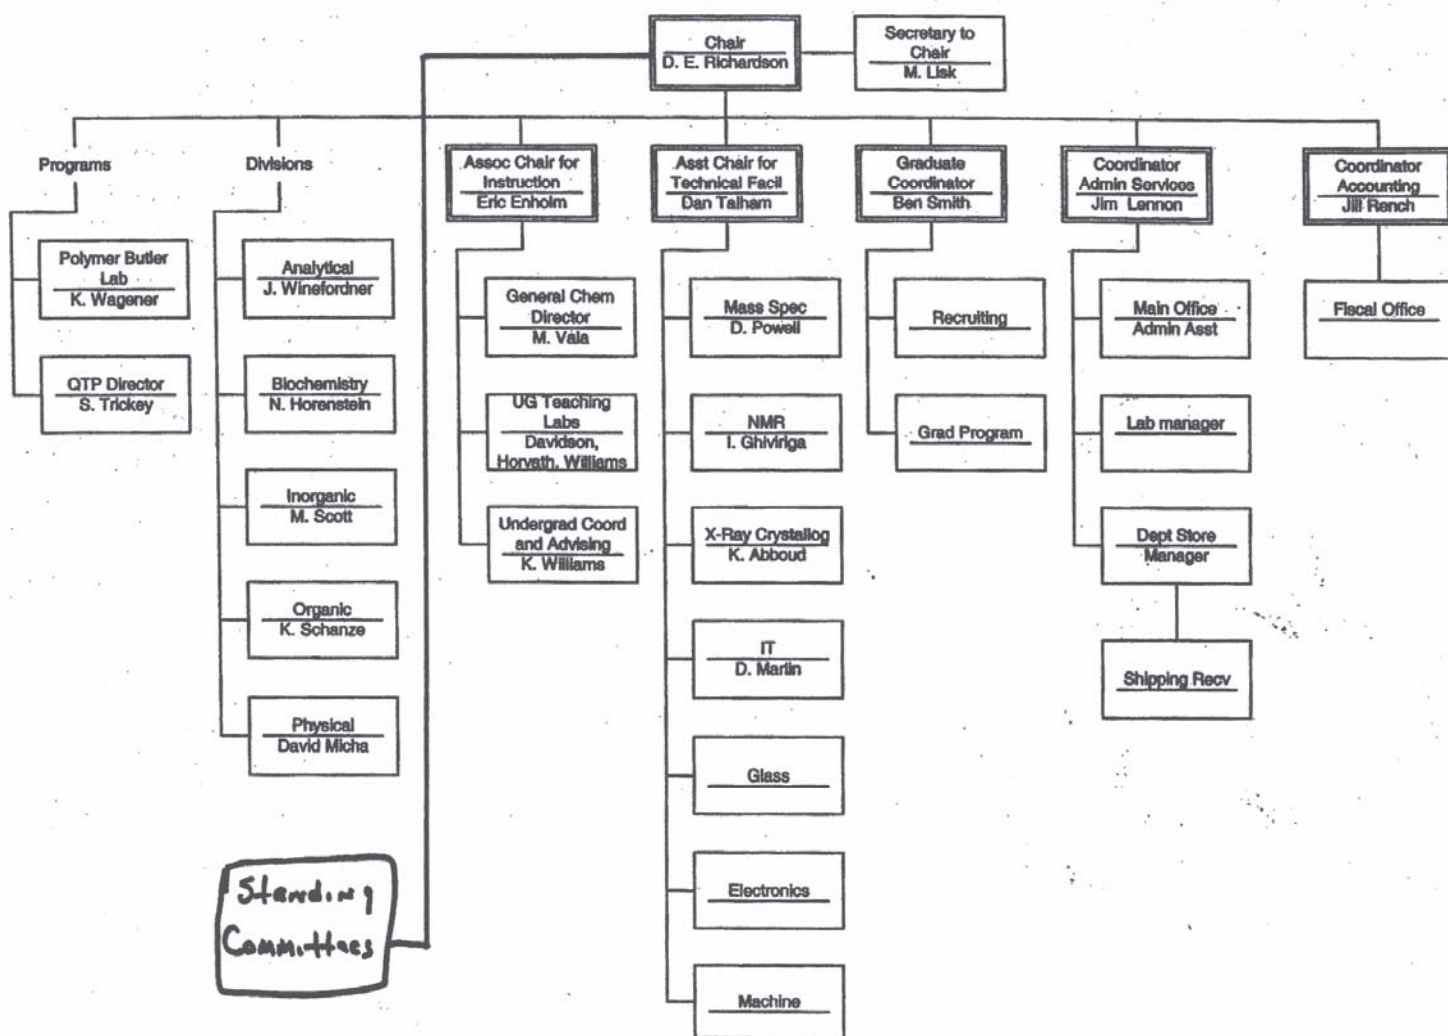 Chair
D. E. Richardson
Secretary to
Chair
M. Lisk
Programs
Polymer Butler
Lab
K. Wagener
QTP Director
S. Trickey
Divisions
Analytical
J. Winefordner
Biochemistry
N. Horenstein
Inorganic
M. Scott
Organic
K. Schanze
Physical
David Micha
Assoc Chair for
Instruction
Eric Enholm
General Chem
Director
M. Vala
UG Teaching
Labs
Davidson,
Horvath, Williams
Undergrad Coord
and Advising
K. Williams
Asst Chair for
Technical Facil
Dan Talham
Mass Spec
D. Powell
NMR
I. Ghiviriga
X-Ray Crystallog
K. Abboud
IT
D. Martin
Glass
Electronics
Machine
Graduate
Coordinator
Ben Smith
Recruiting
Grad Program
Coordinator
Admin Services
Jim Lennon
Main Office
Admin Asst
Lab manager
Dept Store
Manager
Shipping Recv
Coordinator
Accounting
Jill Rench
Fiscal Office
Standing
Committees